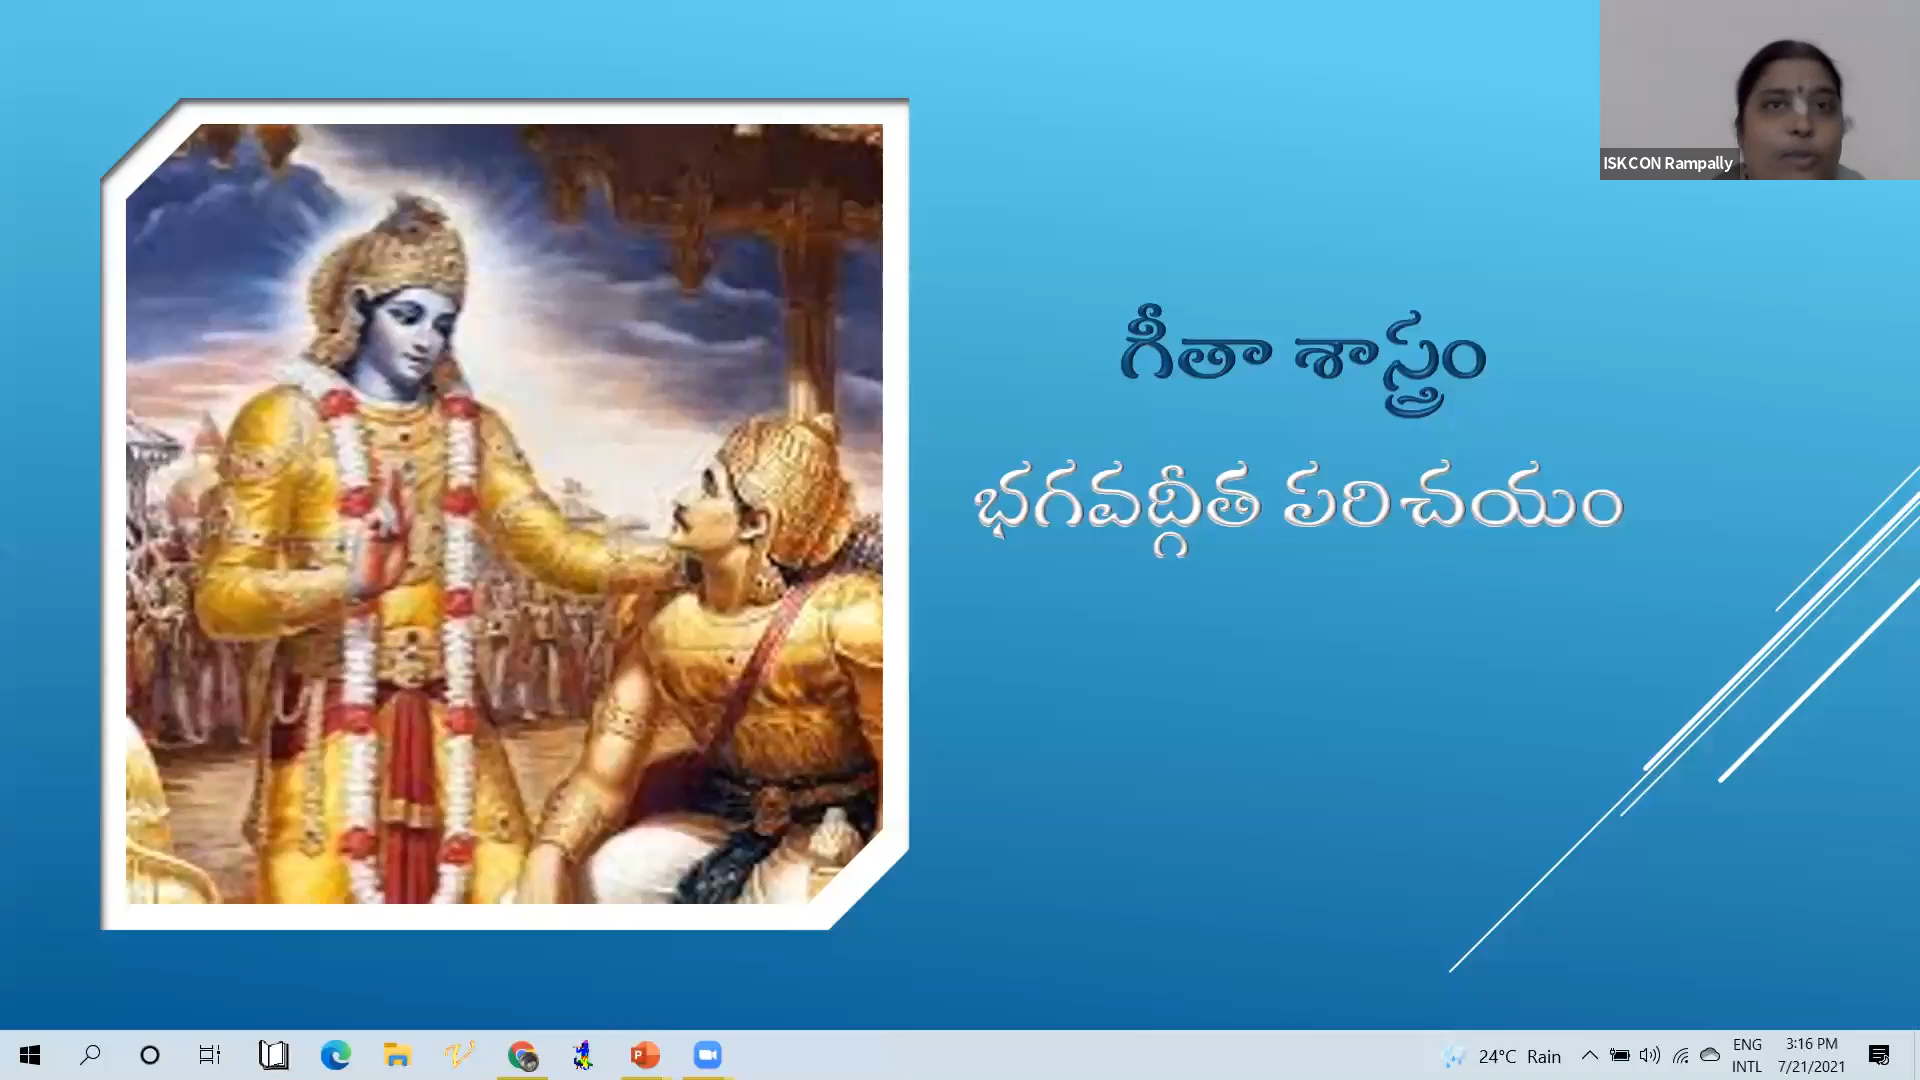 ISKCON Rampally
గీతా శాస్త్రం
భగవద్గీత పరిచయం
24°C Rain
ENG
INTL
3:16 PM
7/21/2021